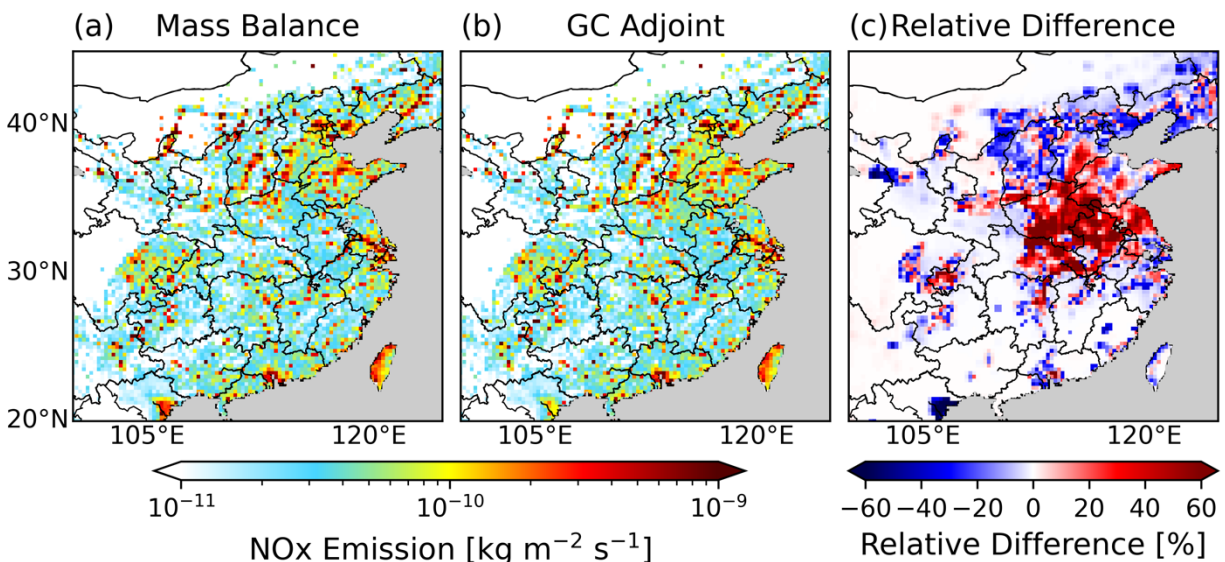 (a) Mass Balance
(b) GC Adjoint
(c) Relative Difference
40°N
30°N
20°N
105°E 120°E
105°E 120°E
105°E 120°E
10⁻¹¹ 10⁻¹⁰ 10⁻⁹
NOx Emission [kg m⁻² s⁻¹]
−60 −40 −20 0 20 40 60
Relative Difference [%]